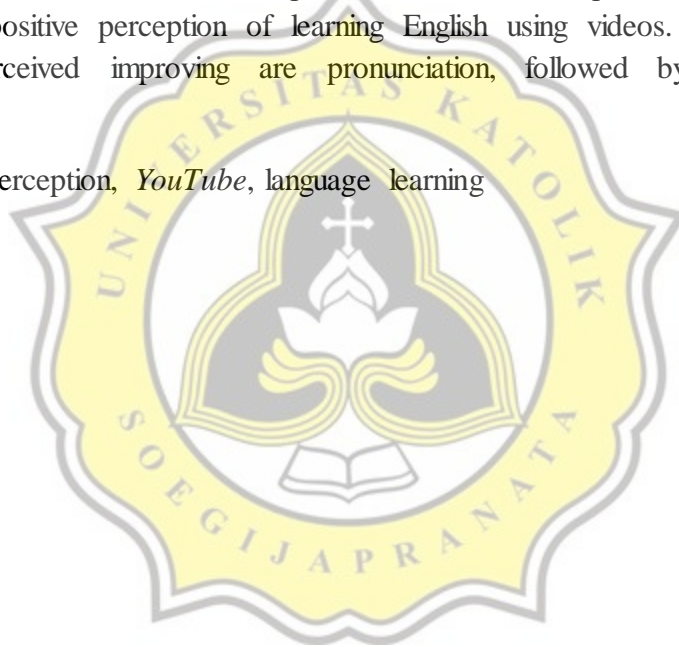 positive perception of learning English using videos.
rceived improving are pronunciation, followed by
erception, YouTube, language learning
UNIVERSITAS KATOLIK
SOEGIJAPRANATA